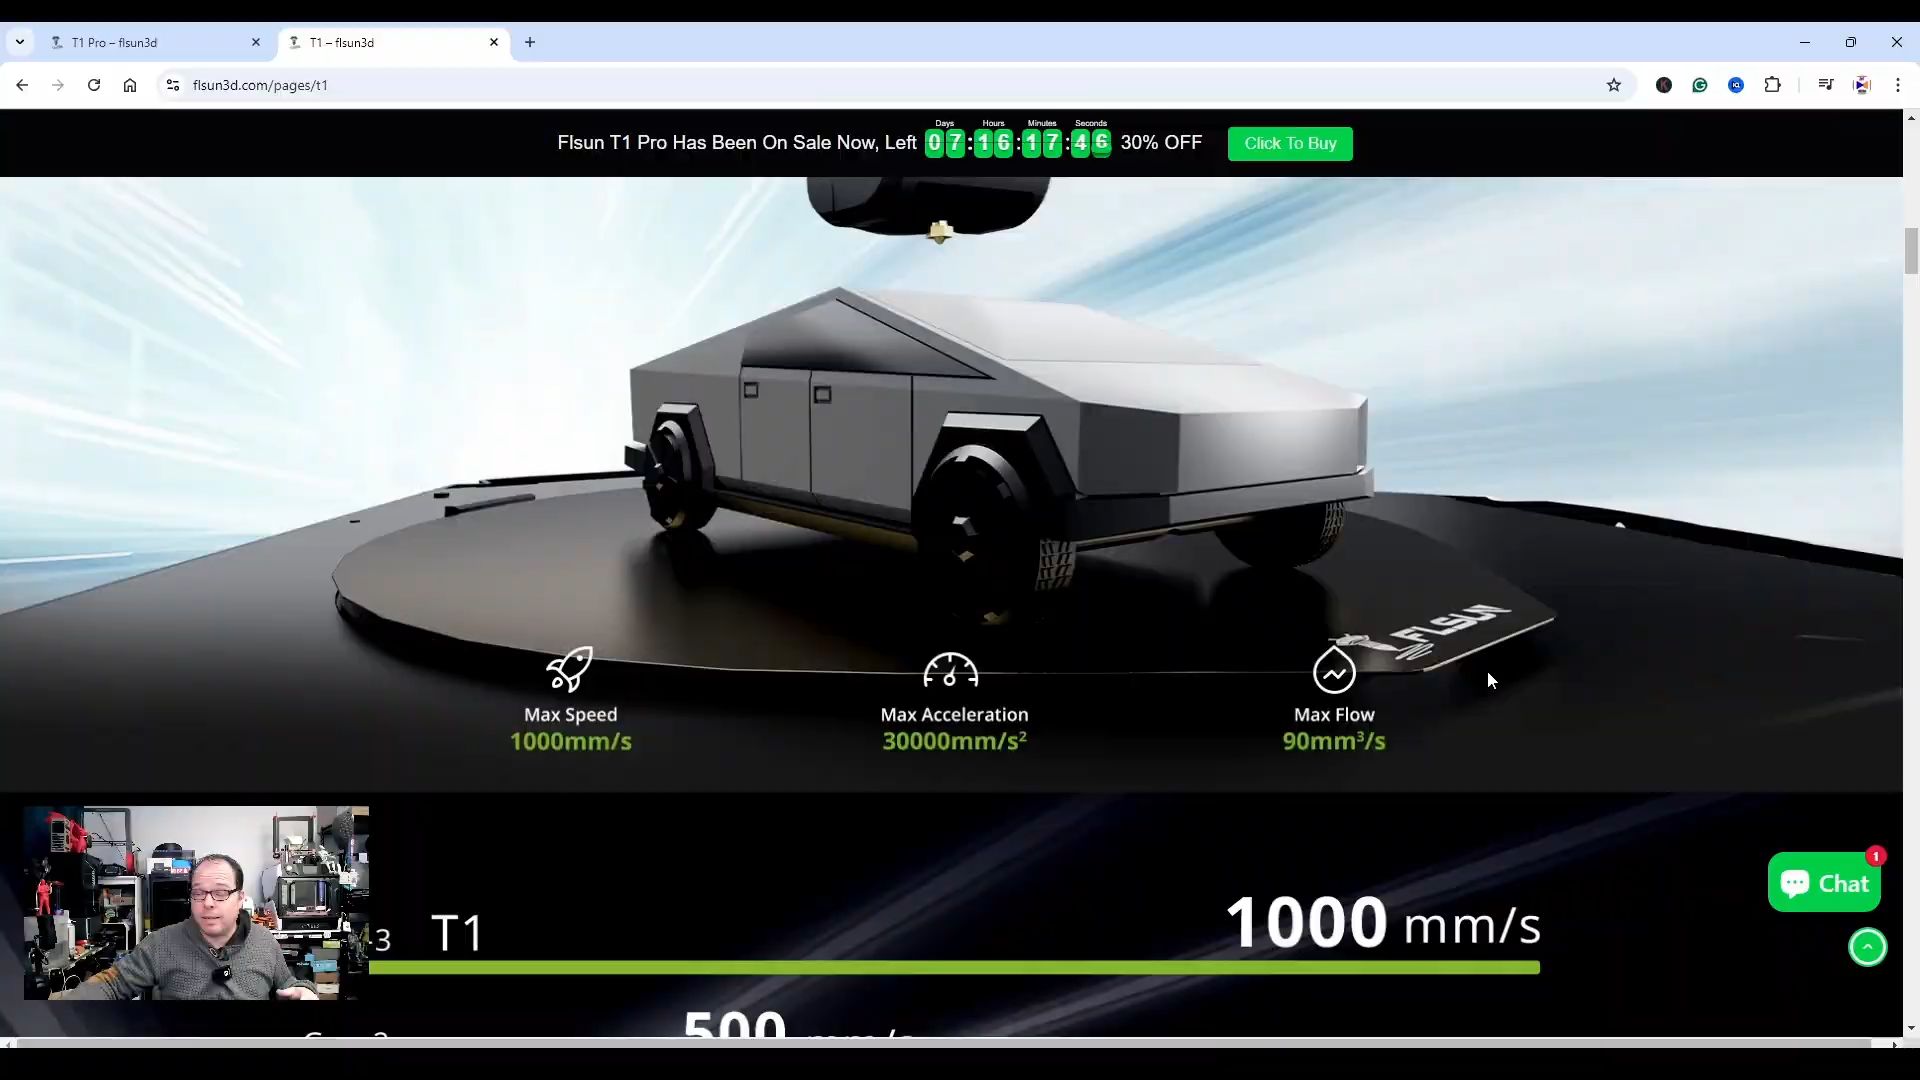 T1 Pro – flsun3d
T1 – flsun3d
flsun3d.com/pages/t1
Flsun T1 Pro Has Been On Sale Now, Left
Days Hours Minutes Seconds
07:16:17:46
30% OFF
Click To Buy
FLSUN
Max Speed
1000mm/s
Max Acceleration
30000mm/s²
Max Flow
90mm³/s
-3 T1
1000 mm/s
500 mm/s
1
Chat